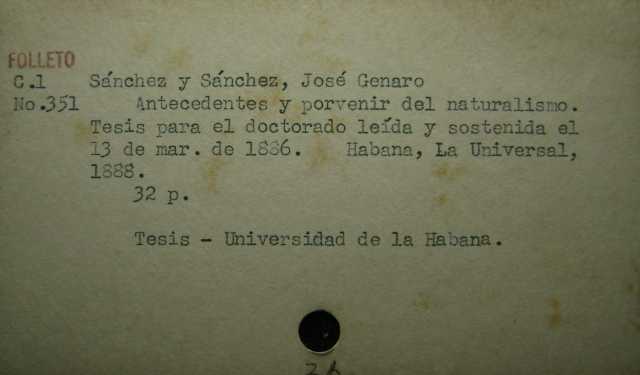 FOLLETO
C.1 Sánchez y Sánchez, José Genaro
No.351 Antecedentes y porvenir del naturalismo.
Tesis para el doctorado leída y sostenida el
13 de mar. de 1886. Habana, La Universal,
1888.
32 p.
Tesis - Universidad de la Habana.